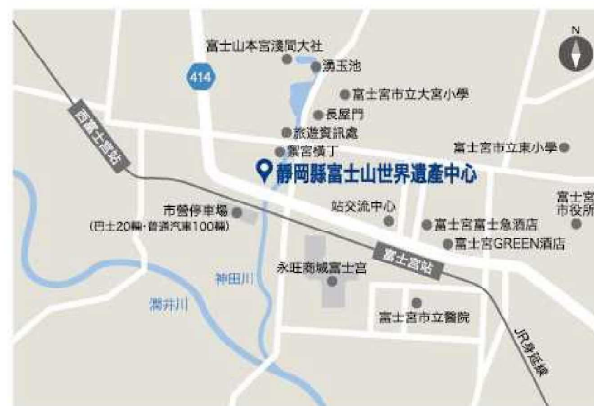 富士山本宮淺間大社
N
414
湧玉池
富士宮市立大宮小學
長屋門
旅遊資訊處
富士宮市立東小學
西富士宮站
禦宮橫丁
靜岡縣富士山世界遺產中心
富士宮
市役所
市營停車場
(巴士20輛·普通汽車100輛)
站交流中心
富士宮富士急酒店
富士宮GREEN酒店
富士宮站
神田川
永旺商城富士宮
潤井川
富士宮市立醫院
JR身延線